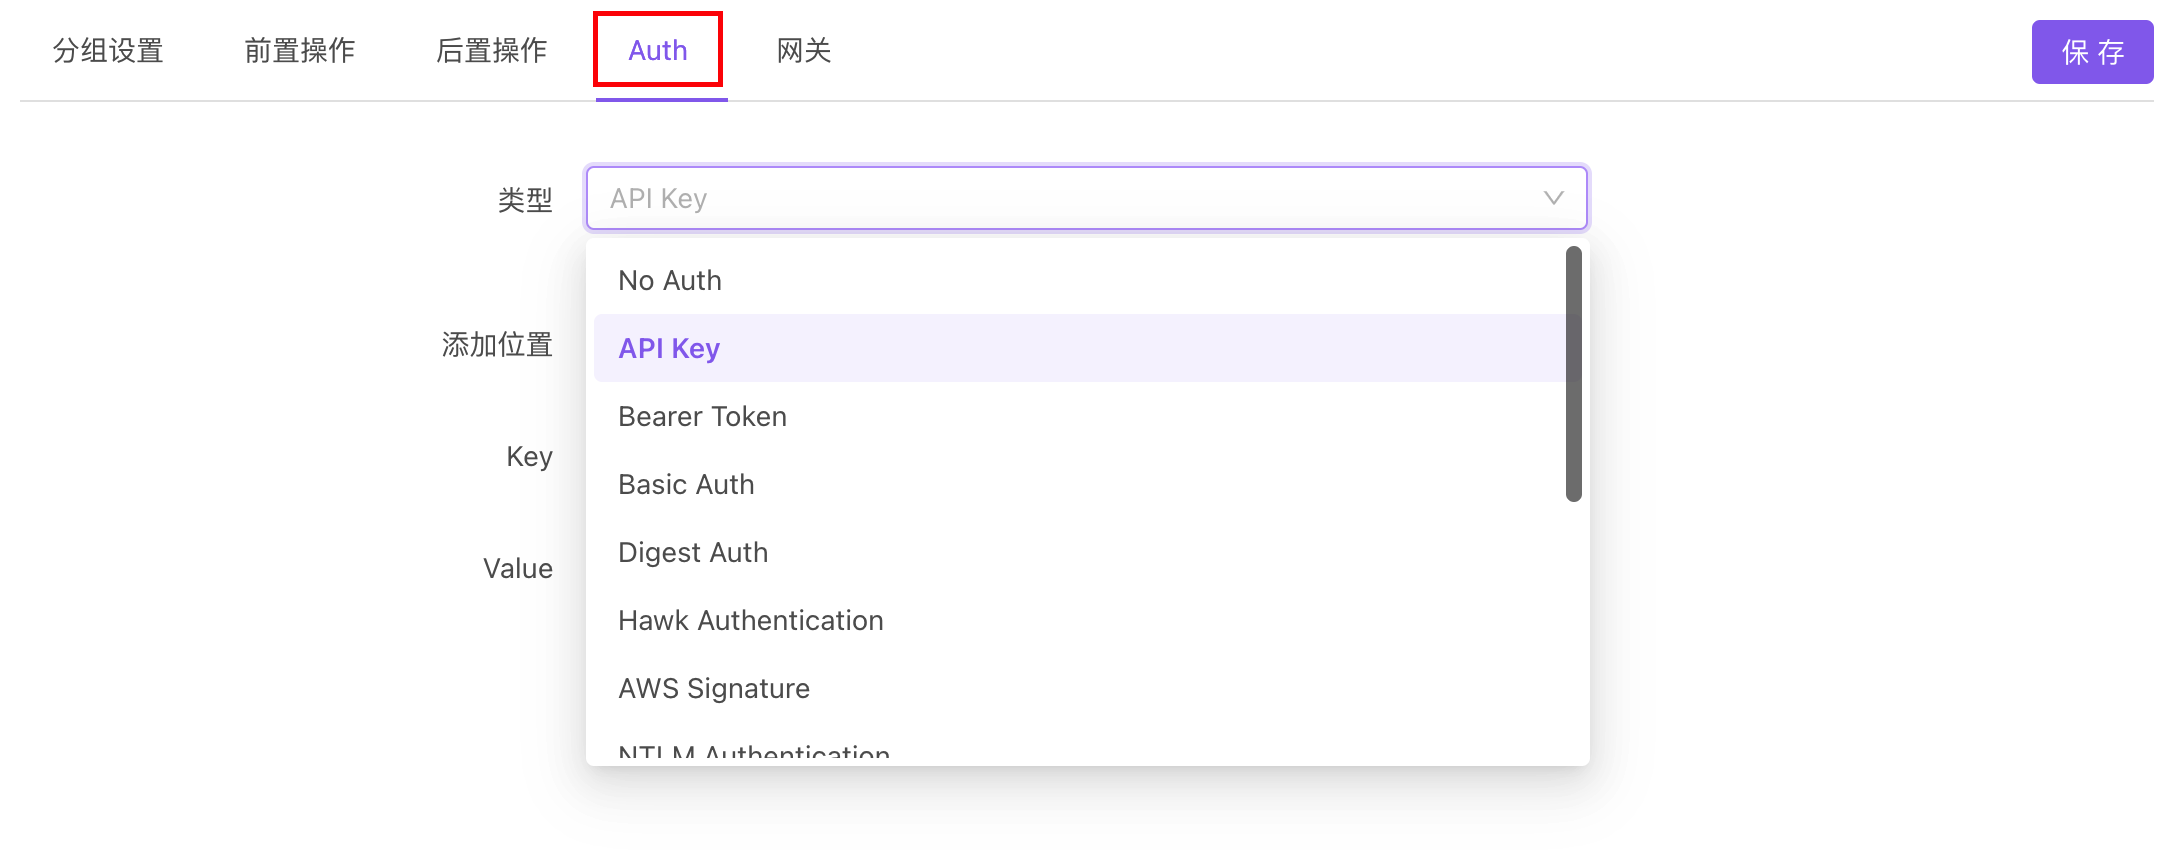 分组设置 前置操作 后置操作 Auth 网关 保 存
类型 API Key
No Auth
添加位置 API Key
Bearer Token
Key
Basic Auth
Value Digest Auth
Hawk Authentication
AWS Signature
NTLM Authentication